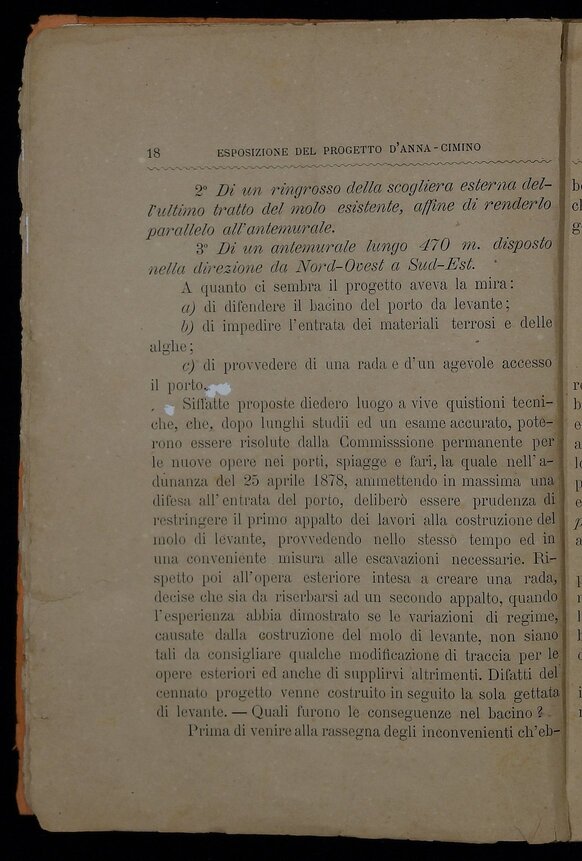 18 ESPOSIZIONE DEL PROGETTO D'ANNA-CIMINO
2° Di un ringrosso della scogliera esterna del-
l'ultimo tratto del molo esistente, affine di renderlo
parallelo all'antemurale.
3° Di un antemurale lungo 470 m. disposto
nella direzione da Nord-Ovest a Sud-Est.
A quanto ci sembra il progetto aveva la mira:
a) di difendere il bacino del porto da levante;
b) di impedire l'entrata dei materiali terrosi e delle
alghe;
c) di provvedere di una rada e d'un agevole accesso
il porto.
Siffatte proposte diedero luogo a vive quistioni tecni-
che, che, dopo lunghi studii ed un esame accurato, pote-
rono essere risolute dalla Commisssione permanente per
le nuove opere nei porti, spiagge e fari, la quale nell'a-
dunanza del 25 aprile 1878, ammettendo in massima una
difesa all'entrata del porto, deliberò essere prudenza di
restringere il primo appalto dei lavori alla costruzione del
molo di levante, provvedendo nello stesso tempo ed in
una conveniente misura alle escavazioni necessarie. Ri-
spetto poi all'opera esteriore intesa a creare una rada,
decise che sia da riserbarsi ad un secondo appalto, quando
l'esperienza abbia dimostrato se le variazioni di regime,
causate dalla costruzione del molo di levante, non siano
tali da consigliare qualche modificazione di traccia per le
opere esteriori ed anche di supplirvi altrimenti. Difatti del
cennato progetto venne costruito in seguito la sola gettata
di levante. — Quali furono le conseguenze nel bacino?
Prima di venire alla rassegna degli inconvenienti ch'eb-